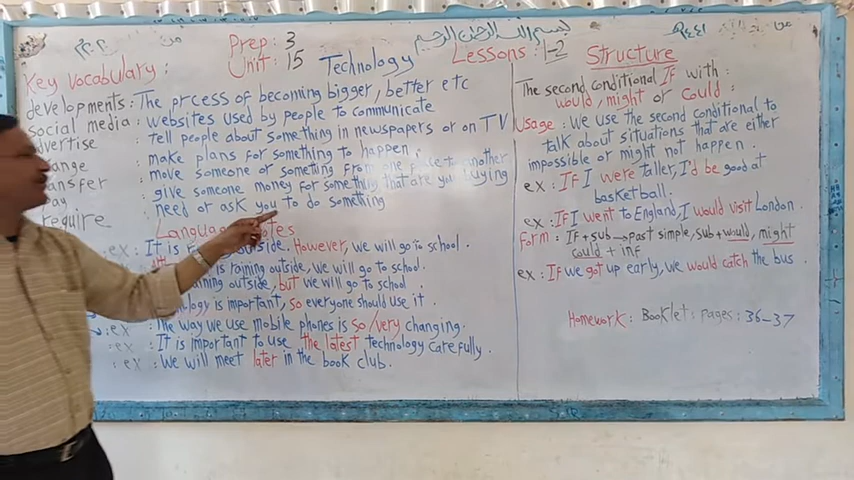 Prep: 3
Unit: 15
Technology
بسم الله الرحمن الرحيم
Lessons: 1-2
Key Vocabulary:
developments: The prcess of becoming bigger, better etc
social media: websites used by people to communicate
advertise : tell people about something in newspapers or on TV
: make plans for something to happen.
: move someone or something from one place to another
: give someone money for something that are you buying
require : need or ask you to do something
Language Notes
ex: It is outside. However, we will go to school.
is raining outside, we will go to school.
raining outside, but we will go to school.
is important, so everyone should use it.
ex: The way we use mobile phones is so/very changing.
ex: It is important to use the latest technology carefully.
ex: We will meet later in the book club.
Structure
The second conditional If with:
would, might or could:
Usage: We use the second conditional to
talk about situations that are either
impossible or might not happen.
ex: If I were taller, I'd be good at
basketball.
ex: If I went to England, I would visit London
Form: If + sub → past simple, sub + would, might
could + inf
ex: If we got up early, we would catch the bus
Homework: Booklet: pages: 36-37